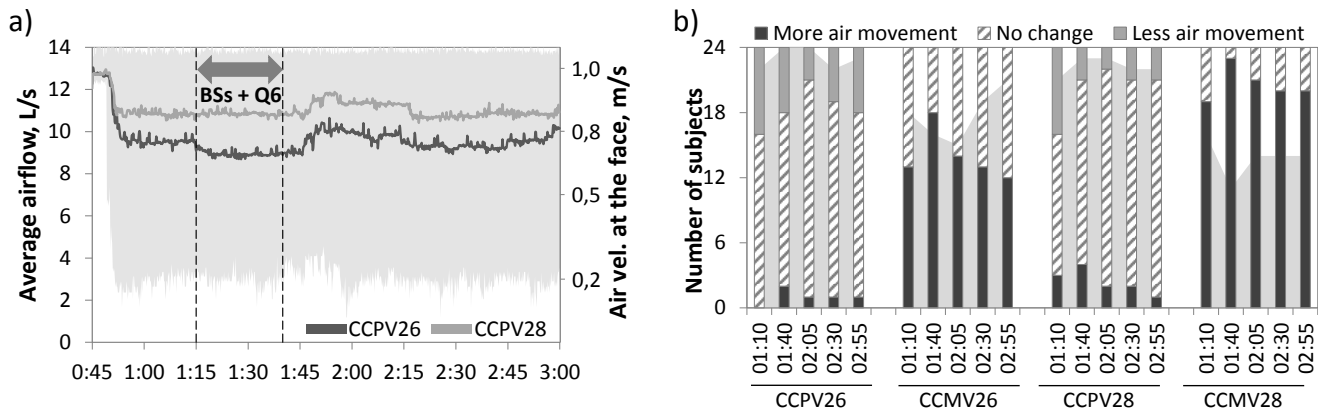 a)
14
12
10
8
6
4
2
0
Average airflow, L/s
BSs + Q6
CCPV26 CCPV28
1,0
0,8
0,5
0,2
Air vel. at the face, m/s
0:45 1:00 1:15 1:30 1:45 2:00 2:15 2:30 2:45 3:00
b)
More air movement No change Less air movement
24
18
12
6
0
Number of subjects
01:10 01:40 02:05 02:30 02:55 01:10 01:40 02:05 02:30 02:55 01:10 01:40 02:05 02:30 02:55 01:10 01:40 02:05 02:30 02:55
CCPV26 CCMV26 CCPV28 CCMV28